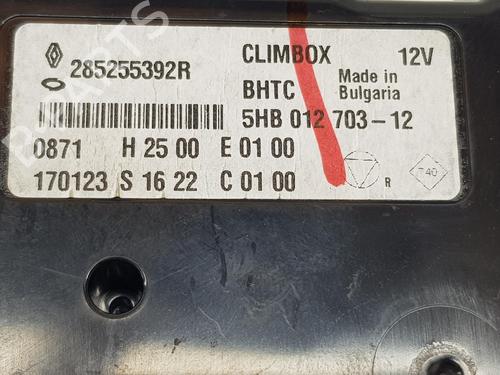 CLIMBOX 12V
285255392R
BHTC Made in Bulgaria
5HB 012 703-12
0871 H 25 00 E 01 00
170123 S 16 22 C 01 00
R
T40